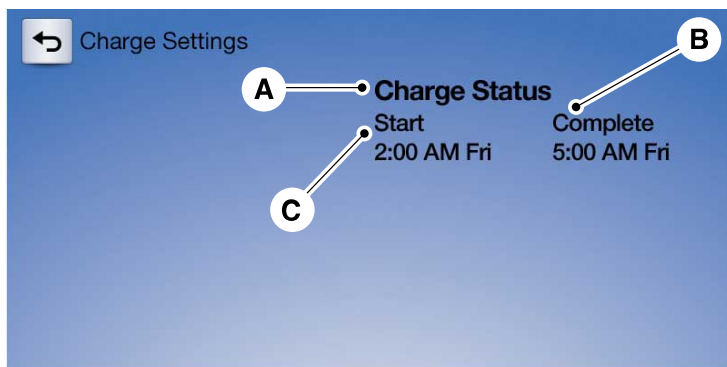 Charge Settings
B
A
Charge Status
Start Complete
2:00 AM Fri 5:00 AM Fri
C